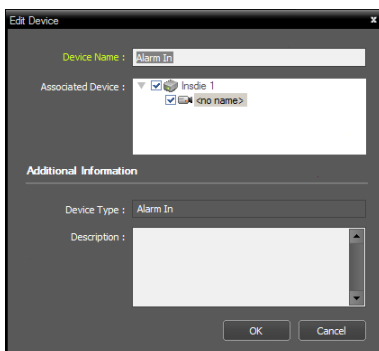 Edit Device x
Device Name : Alarm In
Associated Device : Insdie 1
<no name>
Additional Information
Device Type : Alarm In
Description :
OK Cancel